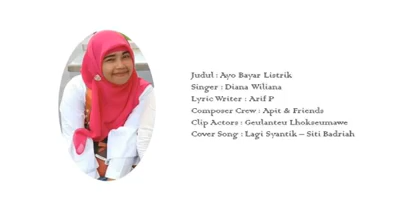 Judul : Ayo Bayar Listrik
Singer : Diana Wiliana
Lyric Writer : Arif P
Composer Crew : Apit & Friends
Clip Actors : Geulanteu Lhokseumawe
Cover Song : Lagi Syantik – Siti Badriah